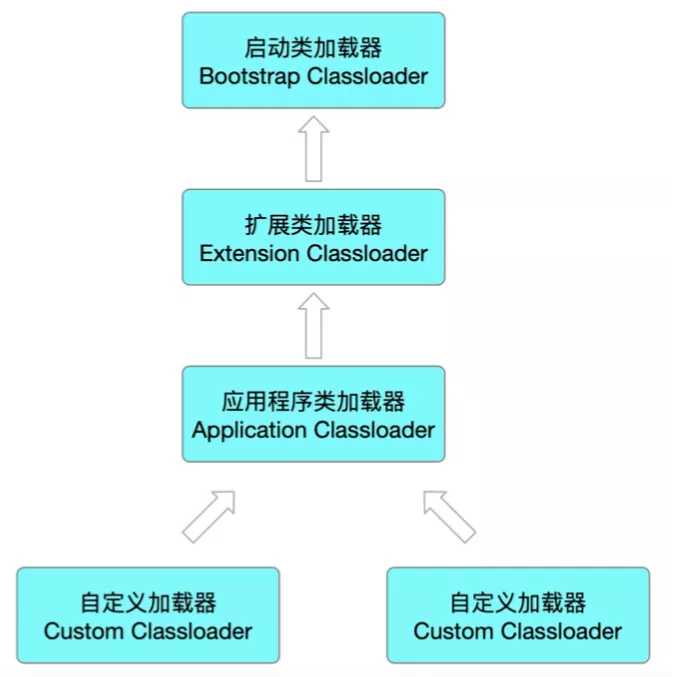 启动类加载器
Bootstrap Classloader
扩展类加载器
Extension Classloader
应用程序类加载器
Application Classloader
自定义加载器
Custom Classloader
自定义加载器
Custom Classloader